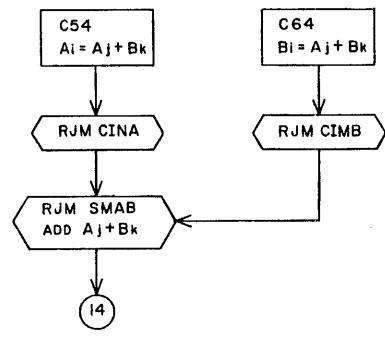 C54
Ai = Aj + Bk
C64
Bi = Aj + Bk
RJM CINA
RJM CIMB
RJM SMAB
ADD Aj + Bk
14